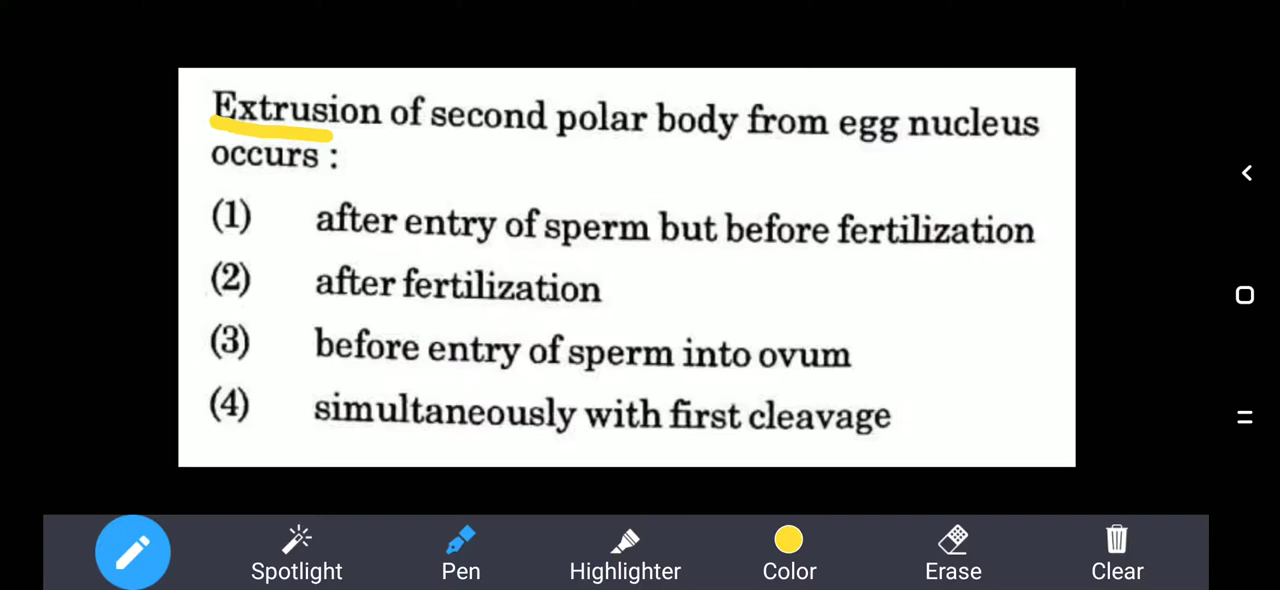 Extrusion of second polar body from egg nucleus
occurs :
(1) after entry of sperm but before fertilization
(2) after fertilization
(3) before entry of sperm into ovum
(4) simultaneously with first cleavage
Spotlight Pen Highlighter Color Erase Clear